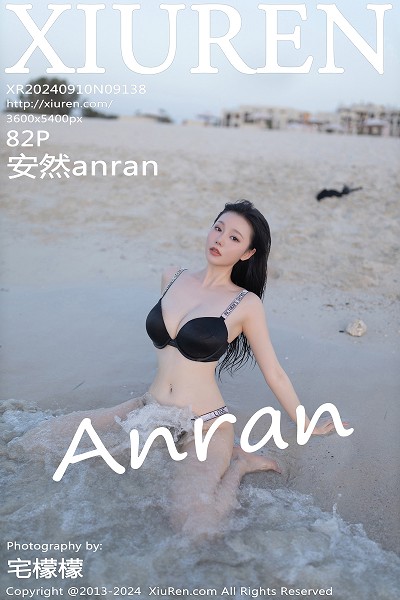 XIUREN
XR20240910N09138
http://xiuren.com/
3600x5400px
82P
安然anran
Anran
Photography by:
宅檬檬
Copyright @2013-2024 XiuRen.com All Rights Reserved